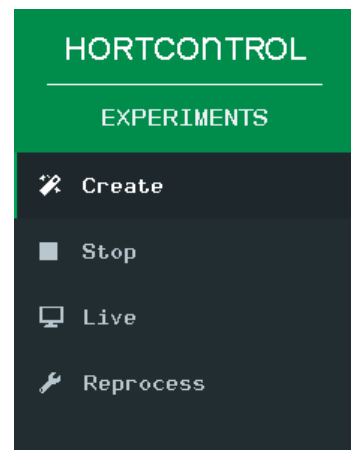 HORTCONTROL
EXPERIMENTS
Create
Stop
Live
Reprocess